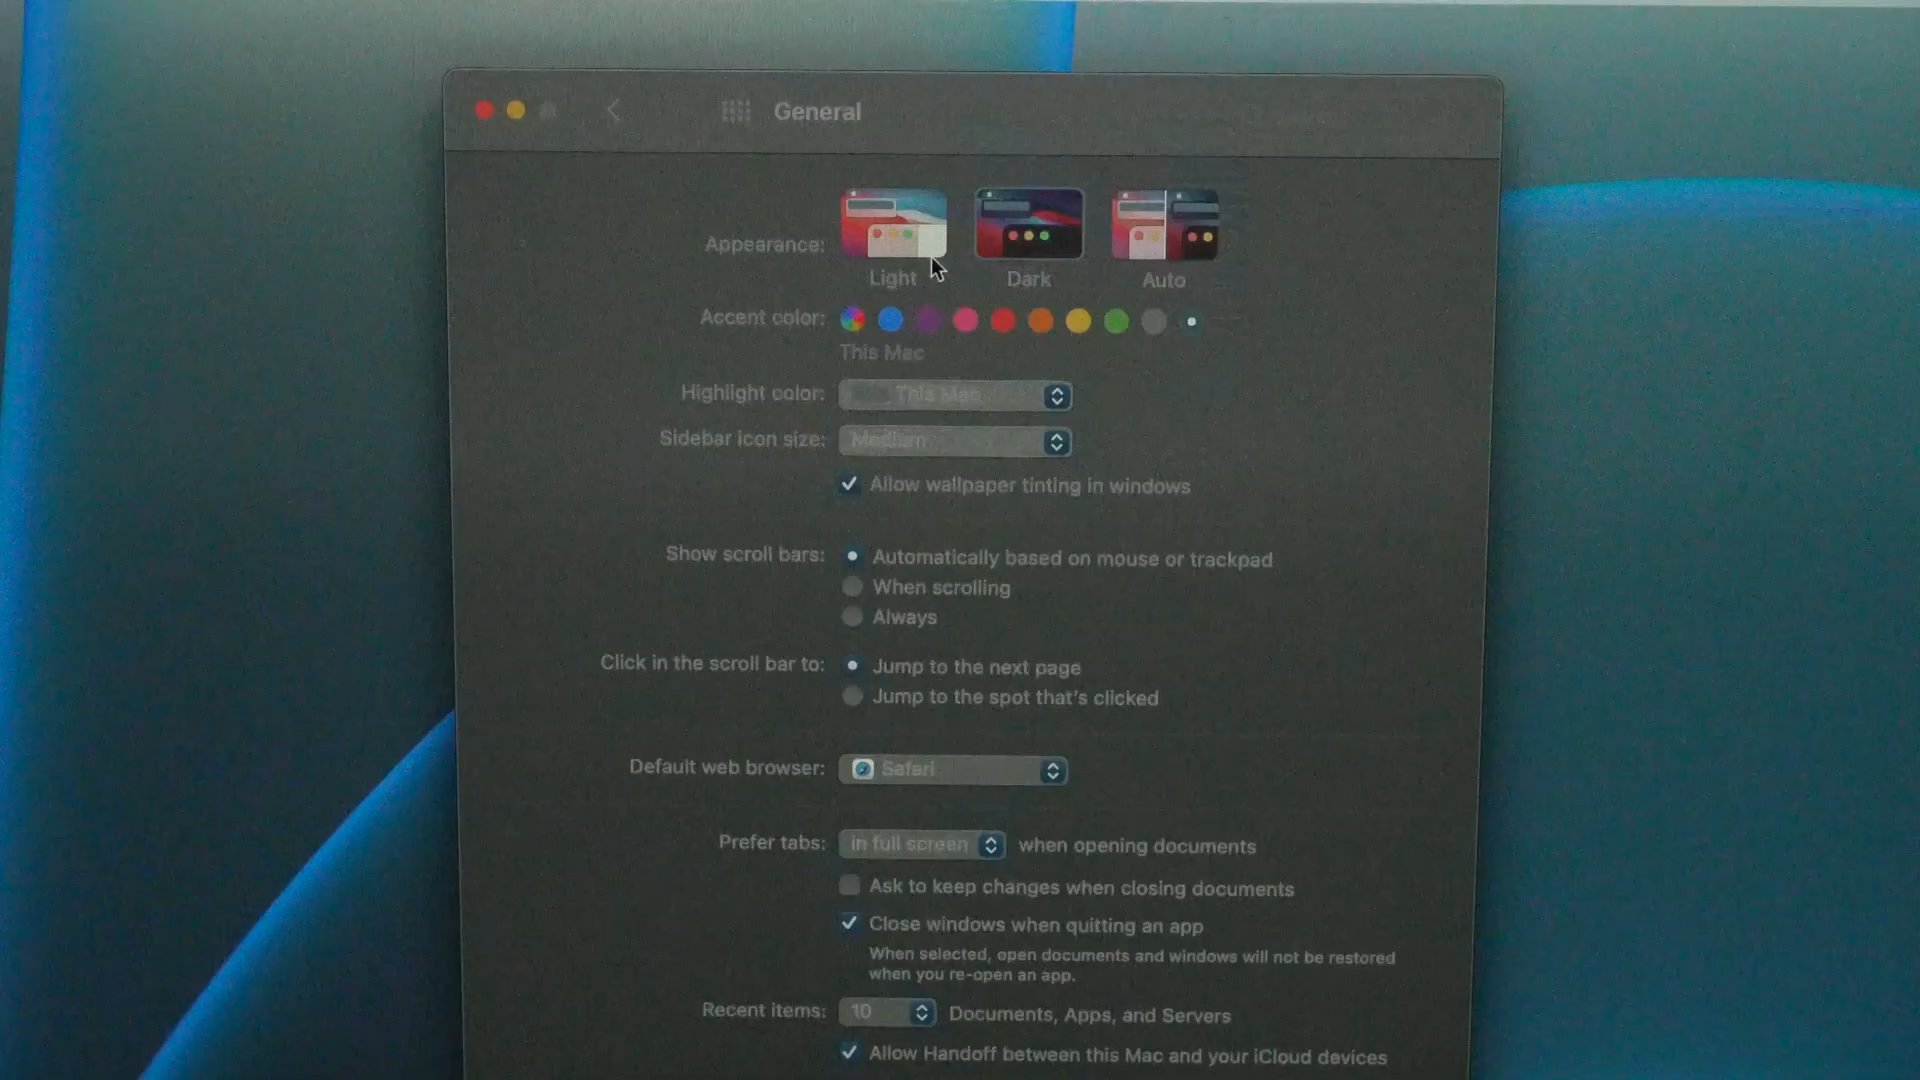 General
Appearance:
Light Dark Auto
Accent color:
This Mac
Highlight color: This Mac
Sidebar icon size: Medium
Allow wallpaper tinting in windows
Show scroll bars: Automatically based on mouse or trackpad
When scrolling
Always
Click in the scroll bar to: Jump to the next page
Jump to the spot that's clicked
Default web browser: Safari
Prefer tabs: in full screen when opening documents
Ask to keep changes when closing documents
Close windows when quitting an app
When selected, open documents and windows will not be restored
when you re-open an app.
Recent items: 10 Documents, Apps, and Servers
Allow Handoff between this Mac and your iCloud devices